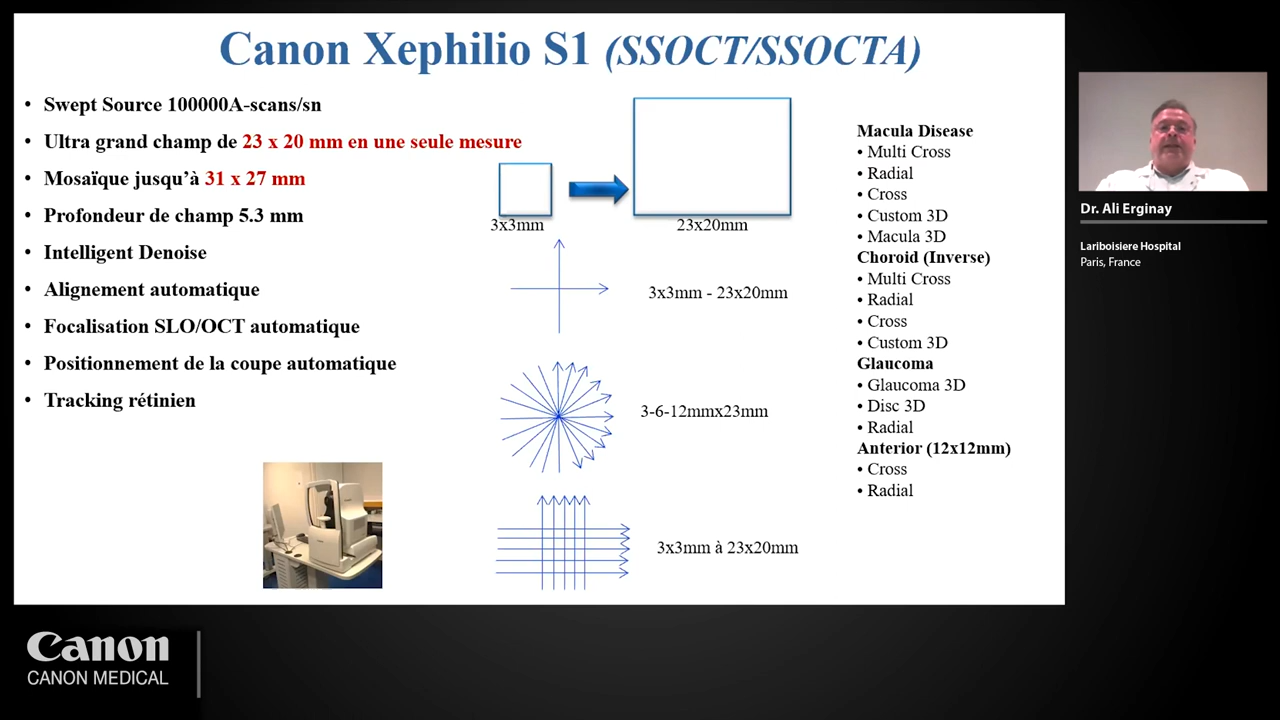 Canon Xephilio S1 (SSOCT/SSOCTA)
• Swept Source 100000A-scans/sn
• Ultra grand champ de 23 x 20 mm en une seule mesure
• Mosaïque jusqu’à 31 x 27 mm
• Profondeur de champ 5.3 mm
• Intelligent Denoise
• Alignement automatique
• Focalisation SLO/OCT automatique
• Positionnement de la coupe automatique
• Tracking rétinien
3x3mm
23x20mm
3x3mm - 23x20mm
3-6-12mmx23mm
3x3mm à 23x20mm
Macula Disease
• Multi Cross
• Radial
• Cross
• Custom 3D
• Macula 3D
Choroid (Inverse)
• Multi Cross
• Radial
• Cross
• Custom 3D
Glaucoma
• Glaucoma 3D
• Disc 3D
• Radial
Anterior (12x12mm)
• Cross
• Radial
Dr. Ali Erginay
Lariboisiere Hospital
Paris, France
Canon
CANON MEDICAL